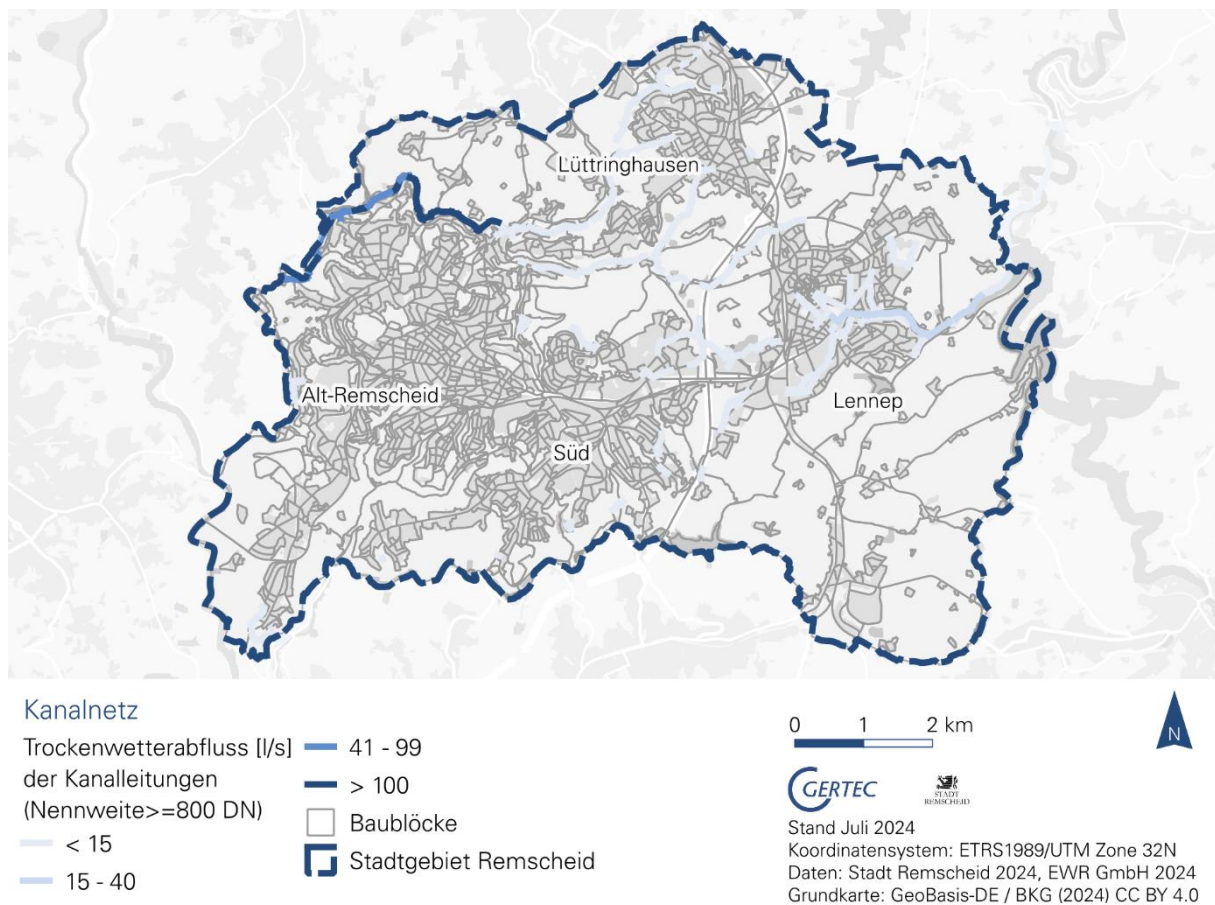 Lüttringhausen
Alt-Remscheid
Lennep
Süd
Kanalnetz
Trockenwetterabfluss [l/s]
der Kanalleitungen
(Nennweite>=800 DN)
< 15
15 - 40
41 - 99
> 100
Baublöcke
Stadtgebiet Remscheid
0 1 2 km
N
GERTEC
STADT
REMSCHEID
Stand Juli 2024
Koordinatensystem: ETRS1989/UTM Zone 32N
Daten: Stadt Remscheid 2024, EWR GmbH 2024
Grundkarte: GeoBasis-DE / BKG (2024) CC BY 4.0